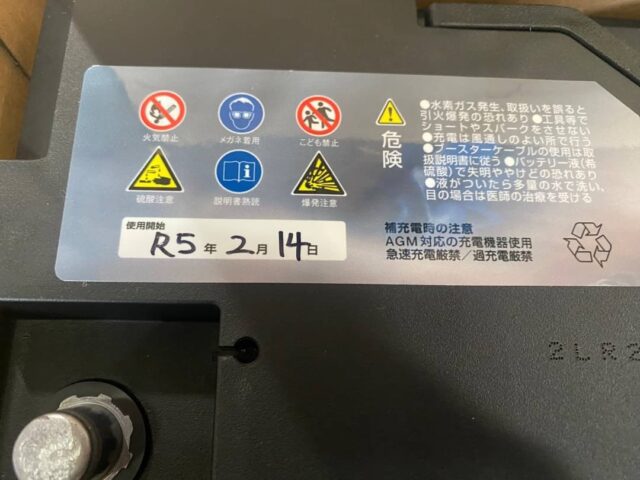 火気禁止
メガネ着用
こども禁止
硫酸注意
説明書熟読
爆発注意
危険
●水素ガス発生、取扱いを誤ると
引火爆発の恐れあり●工具等で
ショートやスパークをさせない
●充電は風通しのよい所で行う
●ブースターケーブルの使用は取
扱説明書に従う●バッテリー液(希
硫酸)で失明ややけどの恐れあり
●液がついたら多量の水で洗い、
目の場合は医師の治療を受ける
使用開始
R5年2月14日
補充電時の注意
AGM対応の充電機器使用
急速充電厳禁/過充電厳禁
2LR2